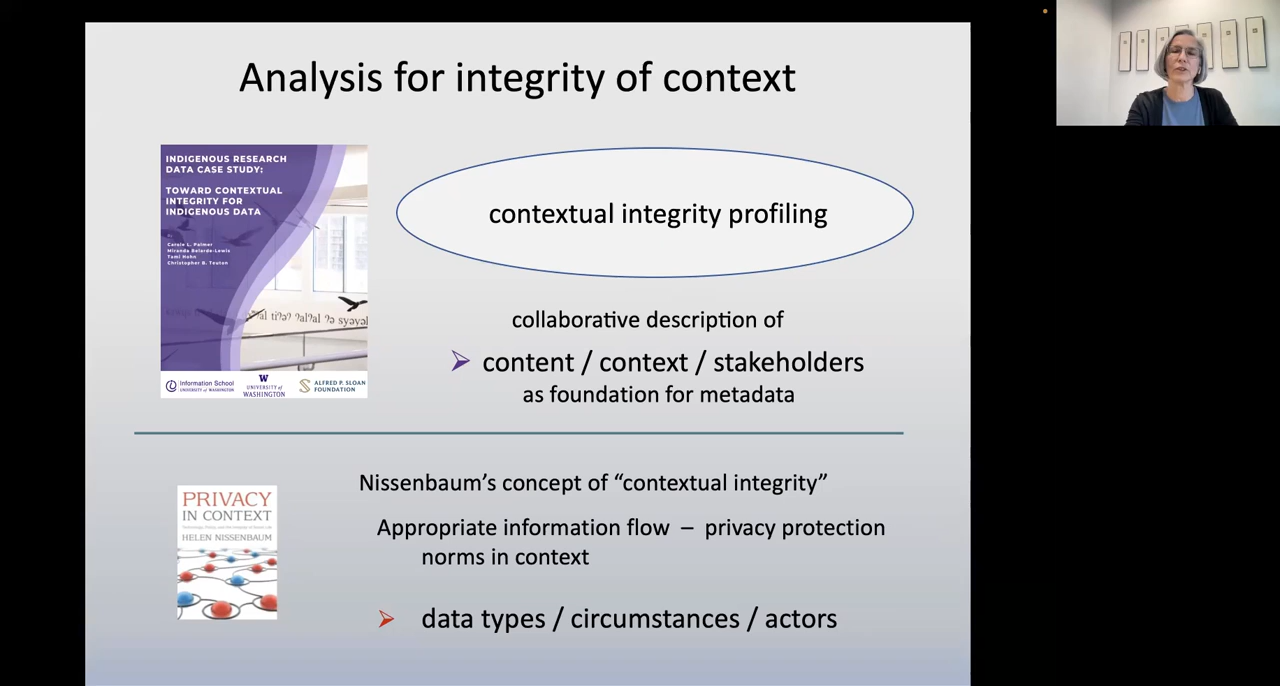 Analysis for integrity of context
INDIGENOUS RESEARCH
DATA CASE STUDY:
TOWARD CONTEXTUAL
INTEGRITY FOR
INDIGENOUS DATA
Carole L. Palmer
Miranda Belarde-Lewis
Tami Hohn
Christopher B. Teuton
Information School
UNIVERSITY of WASHINGTON
W
UNIVERSITY of
WASHINGTON
ALFRED P. SLOAN
FOUNDATION
contextual integrity profiling
collaborative description of
➢ content / context / stakeholders
as foundation for metadata
PRIVACY
IN CONTEXT
HELEN NISSENBAUM
Nissenbaum’s concept of “contextual integrity”
Appropriate information flow – privacy protection
norms in context
➢ data types / circumstances / actors